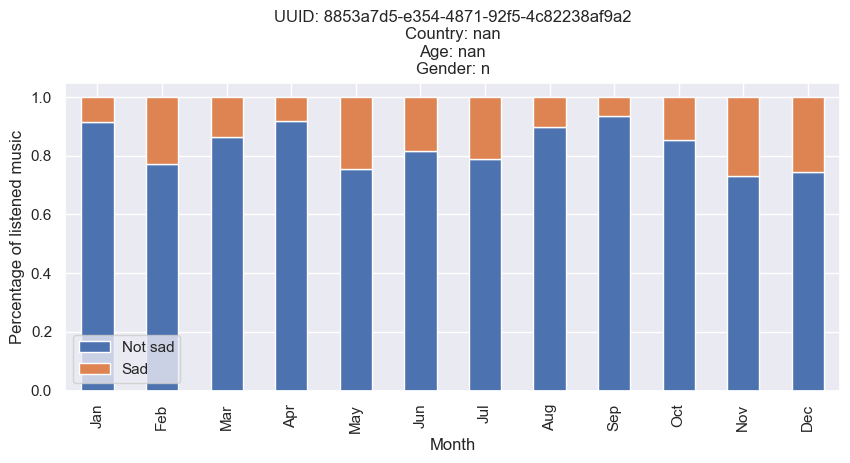 UUID: 8853a7d5-e354-4871-92f5-4c82238af9a2
Country: nan
Age: nan
Gender: n
Percentage of listened music
1.0
0.8
0.6
0.4
0.2
0.0
Not sad
Sad
Jan Feb Mar Apr May Jun Jul Aug Sep Oct Nov Dec
Month